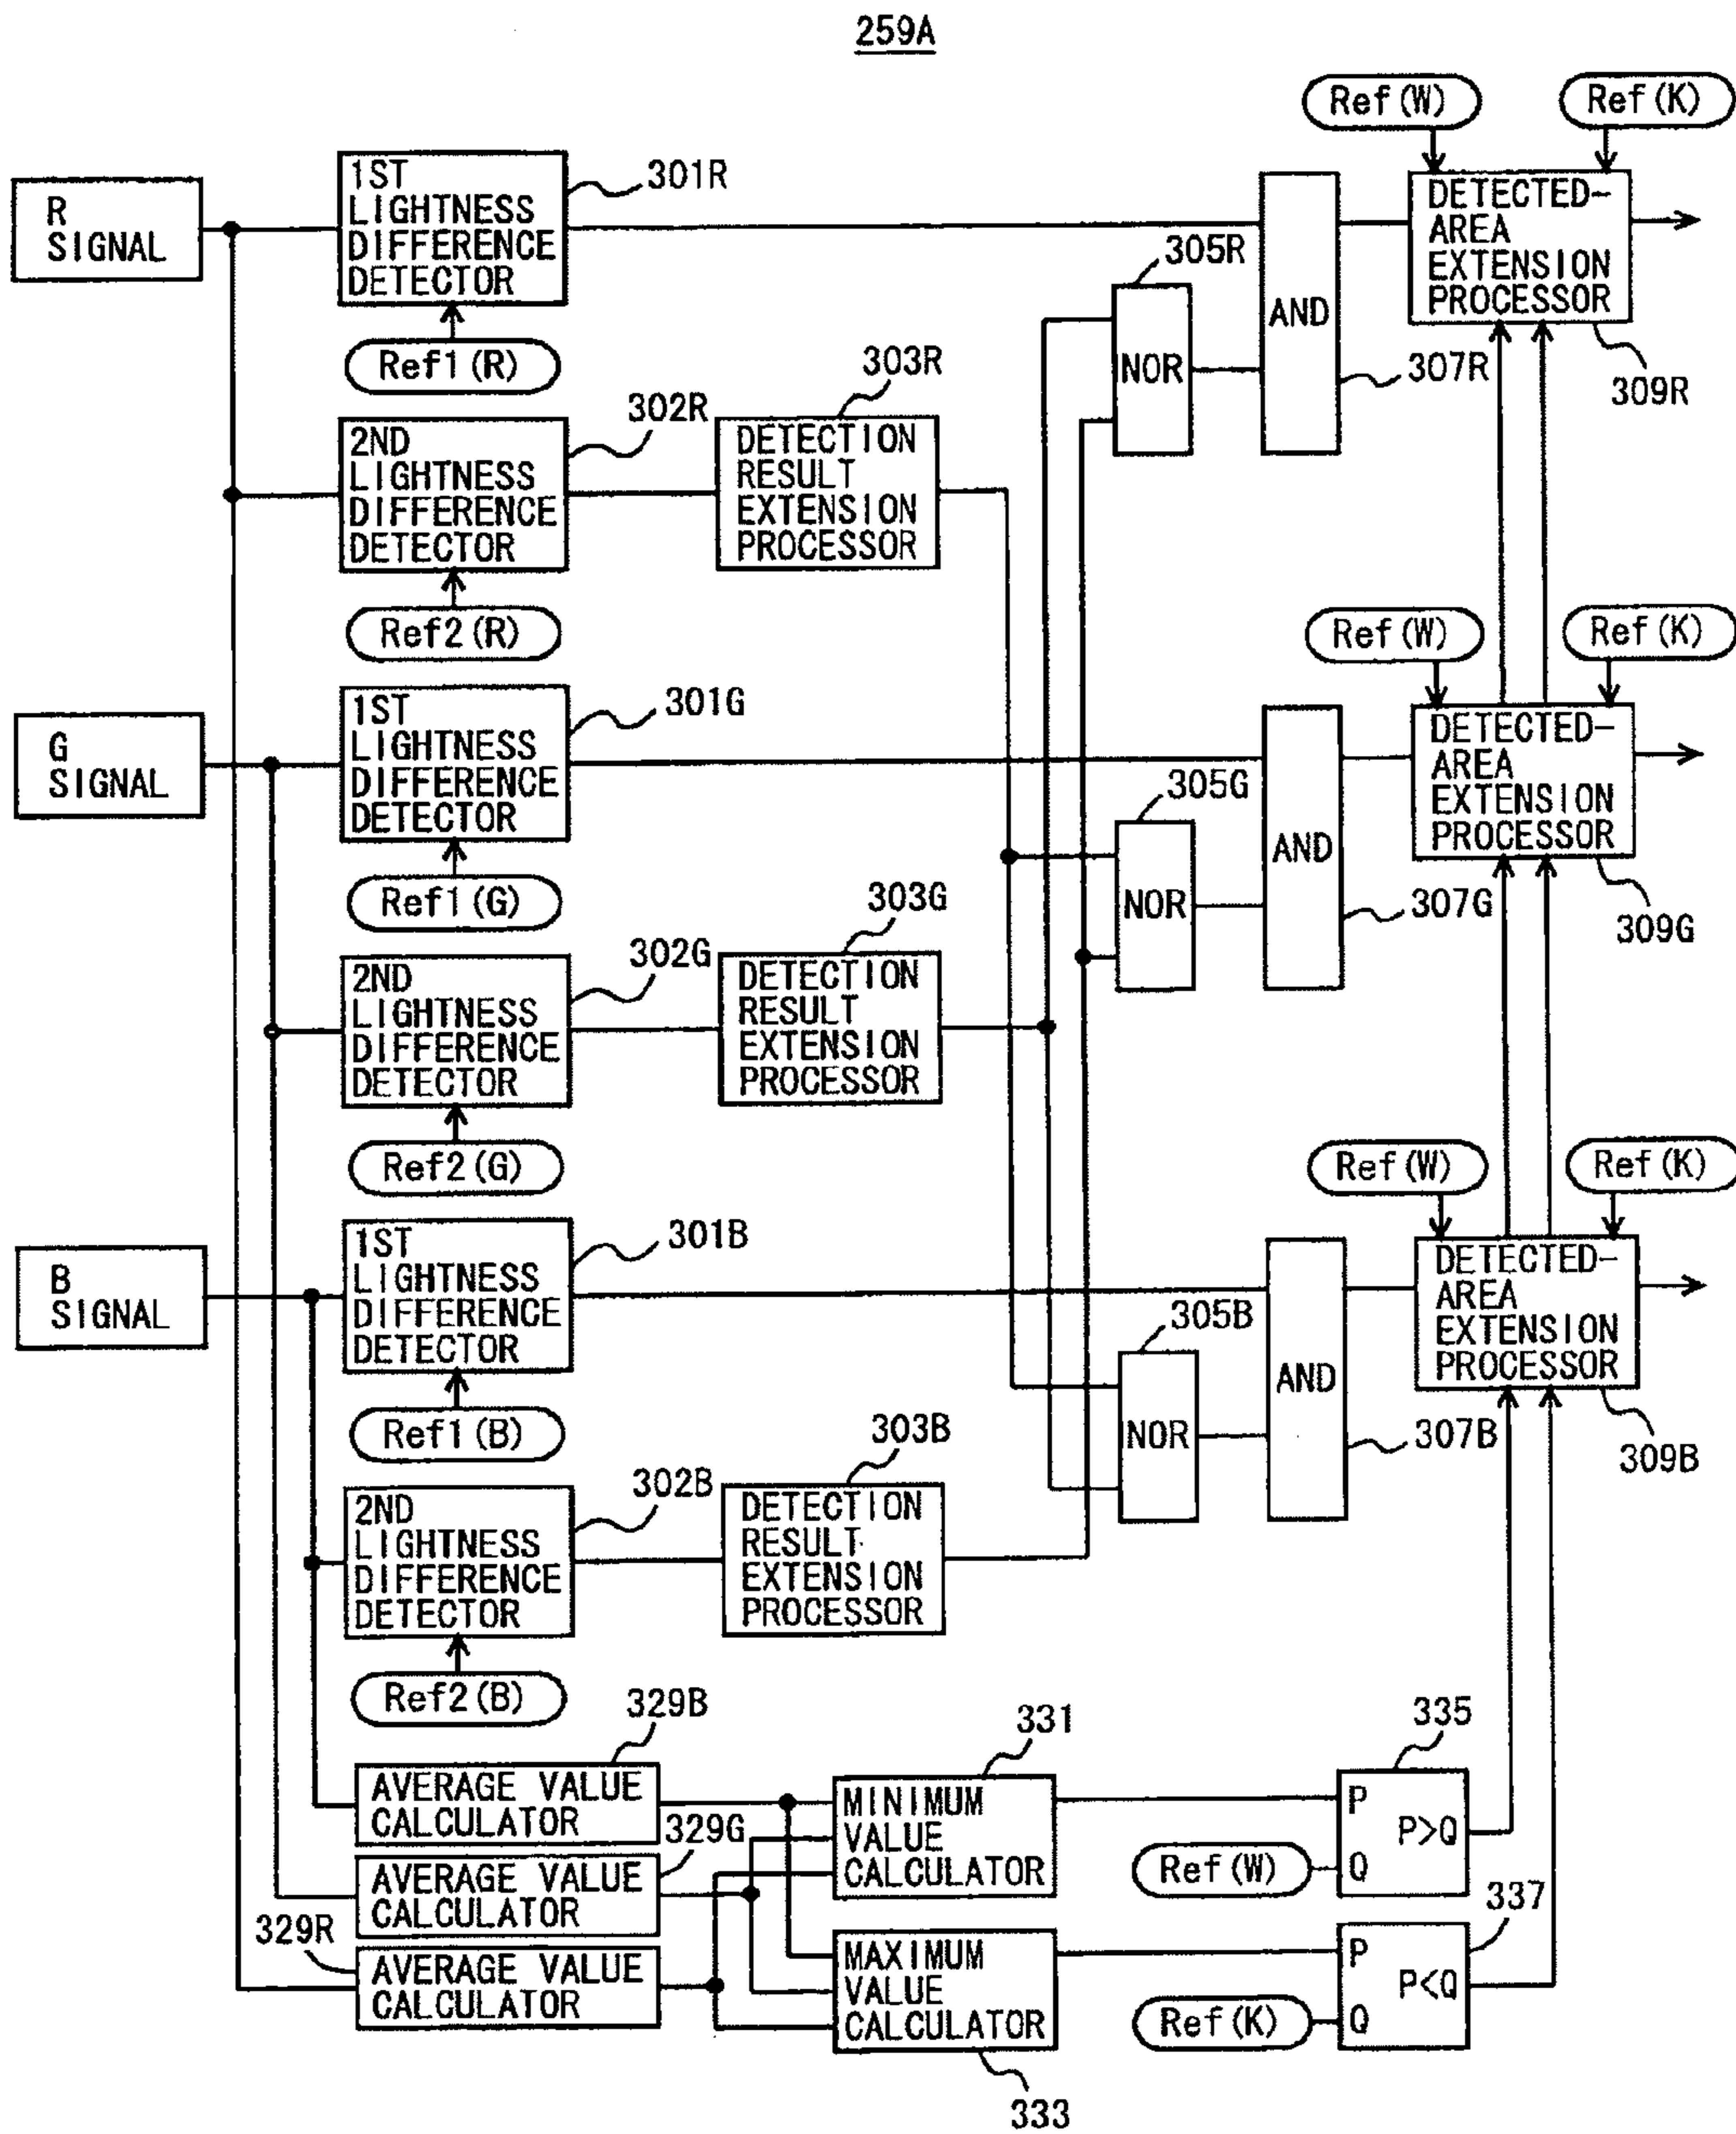 259A
Ref(W)
Ref(K)
R
SIGNAL
1ST
LIGHTNESS
DIFFERENCE
DETECTOR
301R
Ref1(R)
305R
NOR
AND
307R
DETECTED-
AREA
EXTENSION
PROCESSOR
309R
2ND
LIGHTNESS
DIFFERENCE
DETECTOR
302R
Ref2(R)
303R
DETECTION
RESULT
EXTENSION
PROCESSOR
Ref(W)
Ref(K)
G
SIGNAL
1ST
LIGHTNESS
DIFFERENCE
DETECTOR
301G
Ref1(G)
305G
NOR
AND
307G
DETECTED-
AREA
EXTENSION
PROCESSOR
309G
2ND
LIGHTNESS
DIFFERENCE
DETECTOR
302G
Ref2(G)
303G
DETECTION
RESULT
EXTENSION
PROCESSOR
Ref(W)
Ref(K)
B
SIGNAL
1ST
LIGHTNESS
DIFFERENCE
DETECTOR
301B
Ref1(B)
305B
NOR
AND
307B
DETECTED-
AREA
EXTENSION
PROCESSOR
309B
2ND
LIGHTNESS
DIFFERENCE
DETECTOR
302B
Ref2(B)
303B
DETECTION
RESULT
EXTENSION
PROCESSOR
329B
AVERAGE VALUE
CALCULATOR
329G
AVERAGE VALUE
CALCULATOR
329R
AVERAGE VALUE
CALCULATOR
331
MINIMUM
VALUE
CALCULATOR
MAXIMUM
VALUE
CALCULATOR
333
335
P
P>Q
Q
Ref(W)
337
P
P<Q
Q
Ref(K)